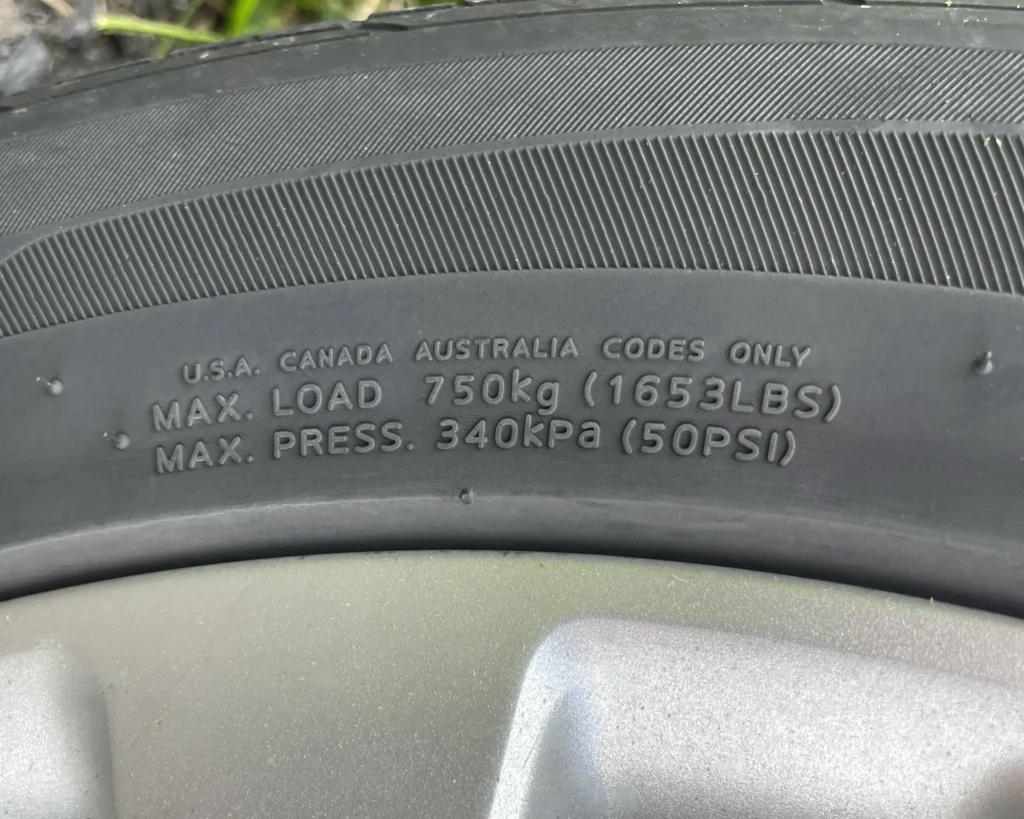 U.S.A. CANADA AUSTRALIA CODES ONLY
MAX. LOAD 750kg (1653LBS)
MAX. PRESS. 340kPa (50PSI)